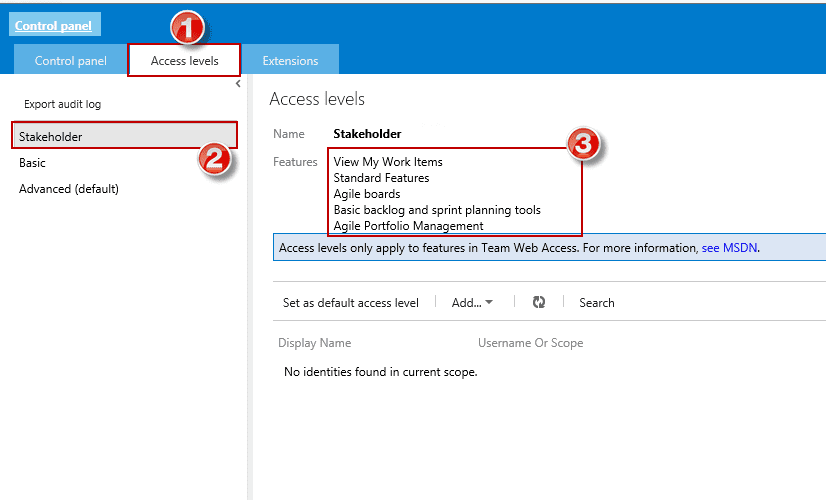 Control panel
1
Control panel Access levels Extensions
Export audit log
Stakeholder
2
Basic
Advanced (default)
Access levels
Name Stakeholder
3
Features View My Work Items
Standard Features
Agile boards
Basic backlog and sprint planning tools
Agile Portfolio Management
Access levels only apply to features in Team Web Access. For more information, see MSDN.
Set as default access level Add... Search
Display Name Username Or Scope
No identities found in current scope.